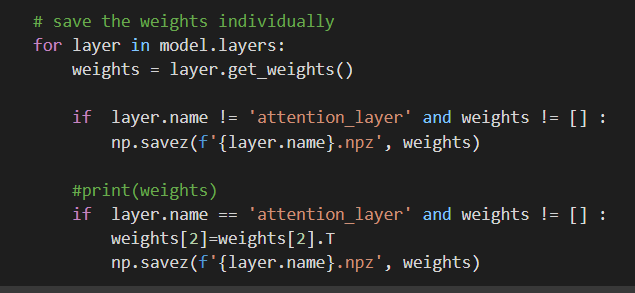 # save the weights individually
for layer in model.layers:
    weights = layer.get_weights()

    if  layer.name != 'attention_layer' and weights != [] :
        np.savez(f'{layer.name}.npz', weights)

    #print(weights)
    if  layer.name == 'attention_layer' and weights != [] :
        weights[2]=weights[2].T
        np.savez(f'{layer.name}.npz', weights)